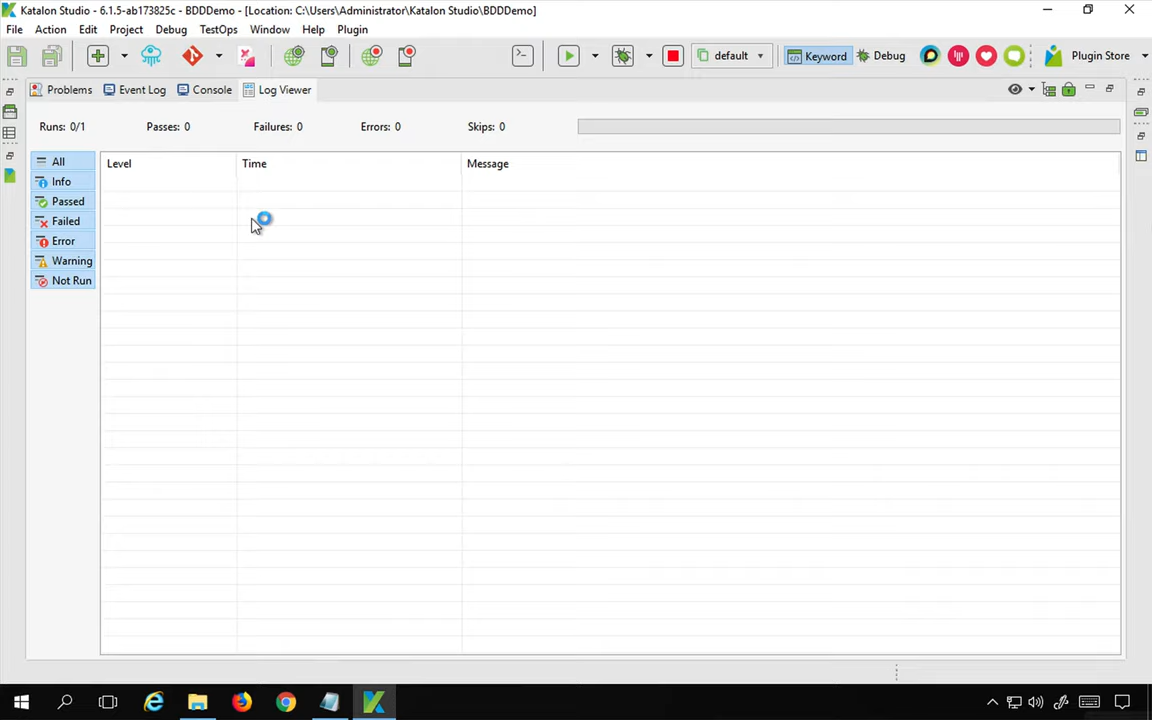 Katalon Studio - 6.1.5-ab173825c - BDDDemo - [Location: C:\Users\Administrator\Katalon Studio\BDDDemo]
File Action Edit Project Debug TestOps Window Help Plugin
default Keyword Debug Plugin Store
Problems Event Log Console Log Viewer
Runs: 0/1 Passes: 0 Failures: 0 Errors: 0 Skips: 0
Level Time Message
All
Info
Passed
Failed
Error
Warning
Not Run